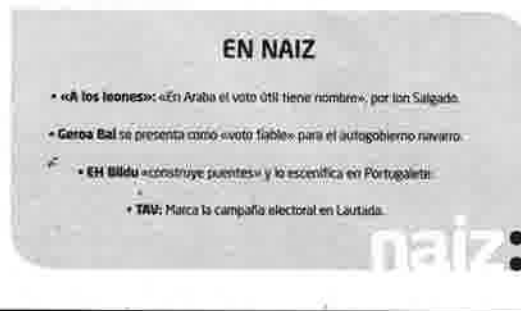 EN NAIZ
• «A los leones»: «En Araba el voto útil tiene nombre», por Ion Salgado.
• Geroa Bai se presenta como «voto fiable» para el autogobierno navarro.
• EH Bildu «construye puentes» y lo escenifica en Portugalete.
• TAV: Marca la campaña electoral en Lautada.
naiz: